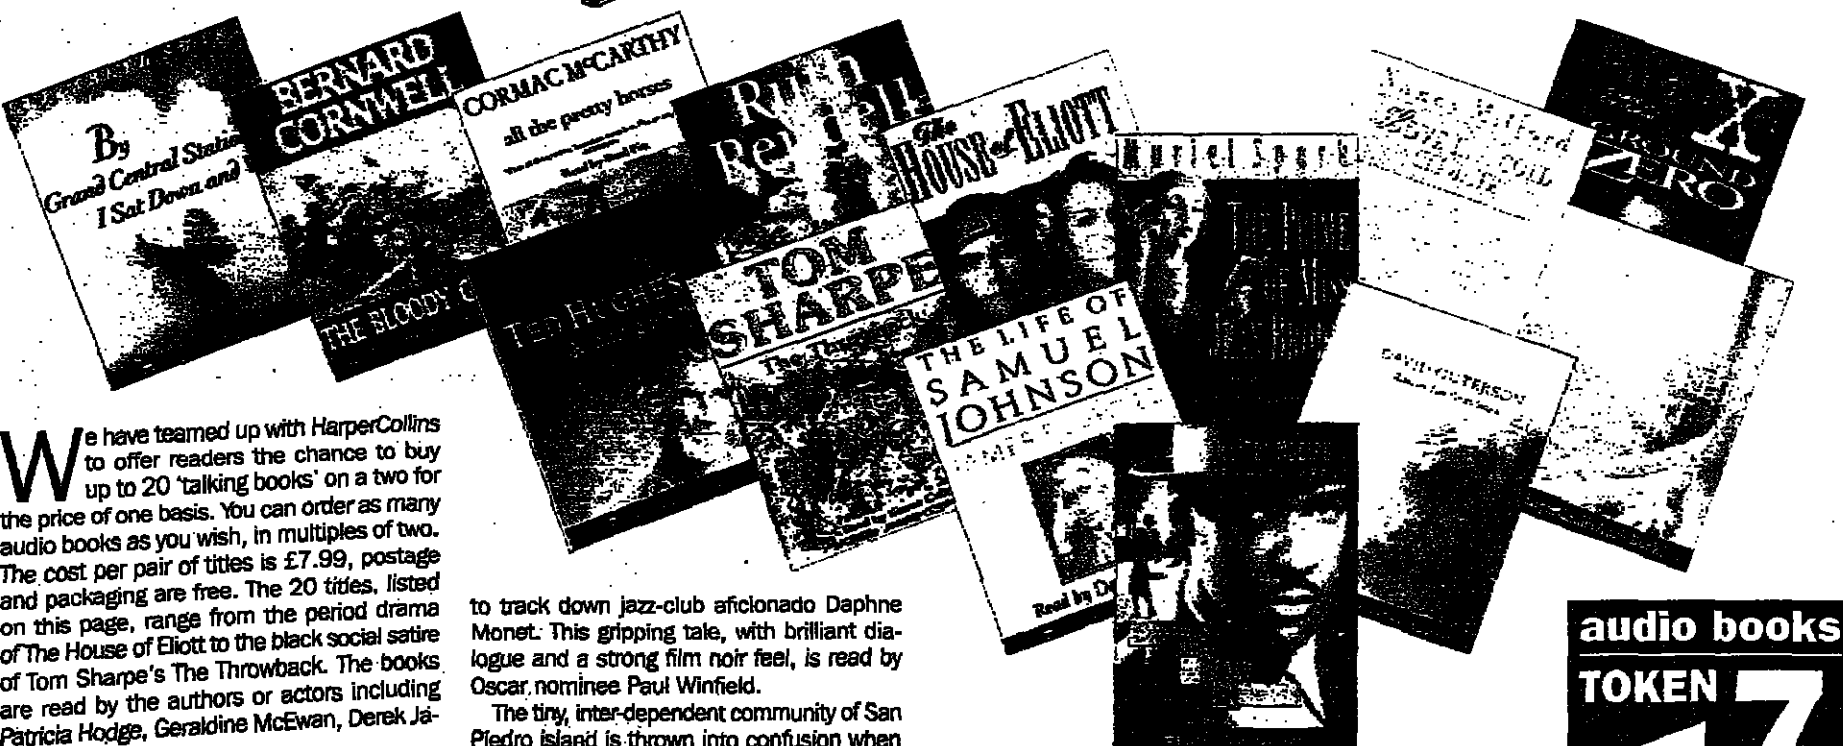 By
Grand Central Station
I Sat Down and
BERNARD
CORNWELL
THE BLOODY
CORMAC McCARTHY
all the pretty horses
Read by
Ruth
Rendell
The
HOUSE of ELIOTT
Muriel Spark
GROUND
ZERO
TED HUGHES
TOM
SHARPE
The
THE LIFE OF
SAMUEL
JOHNSON
Read by
DAVID GUTERSON
We have teamed up with HarperCollins
to offer readers the chance to buy
up to 20 'talking books' on a two for
the price of one basis. You can order as many
audio books as you wish, in multiples of two.
The cost per pair of titles is £7.99, postage
and packaging are free. The 20 titles, listed
on this page, range from the period drama
of The House of Eliott to the black social satire
of Tom Sharpe's The Throwback. The books
are read by the authors or actors including
Patricia Hodge, Geraldine McEwan, Derek Ja-
to track down jazz-club aficionado Daphne
Monet. This gripping tale, with brilliant dia-
logue and a strong film noir feel, is read by
Oscar nominee Paul Winfield.
The tiny, inter-dependent community of San
Piedro island is thrown into confusion when
audio books
TOKEN